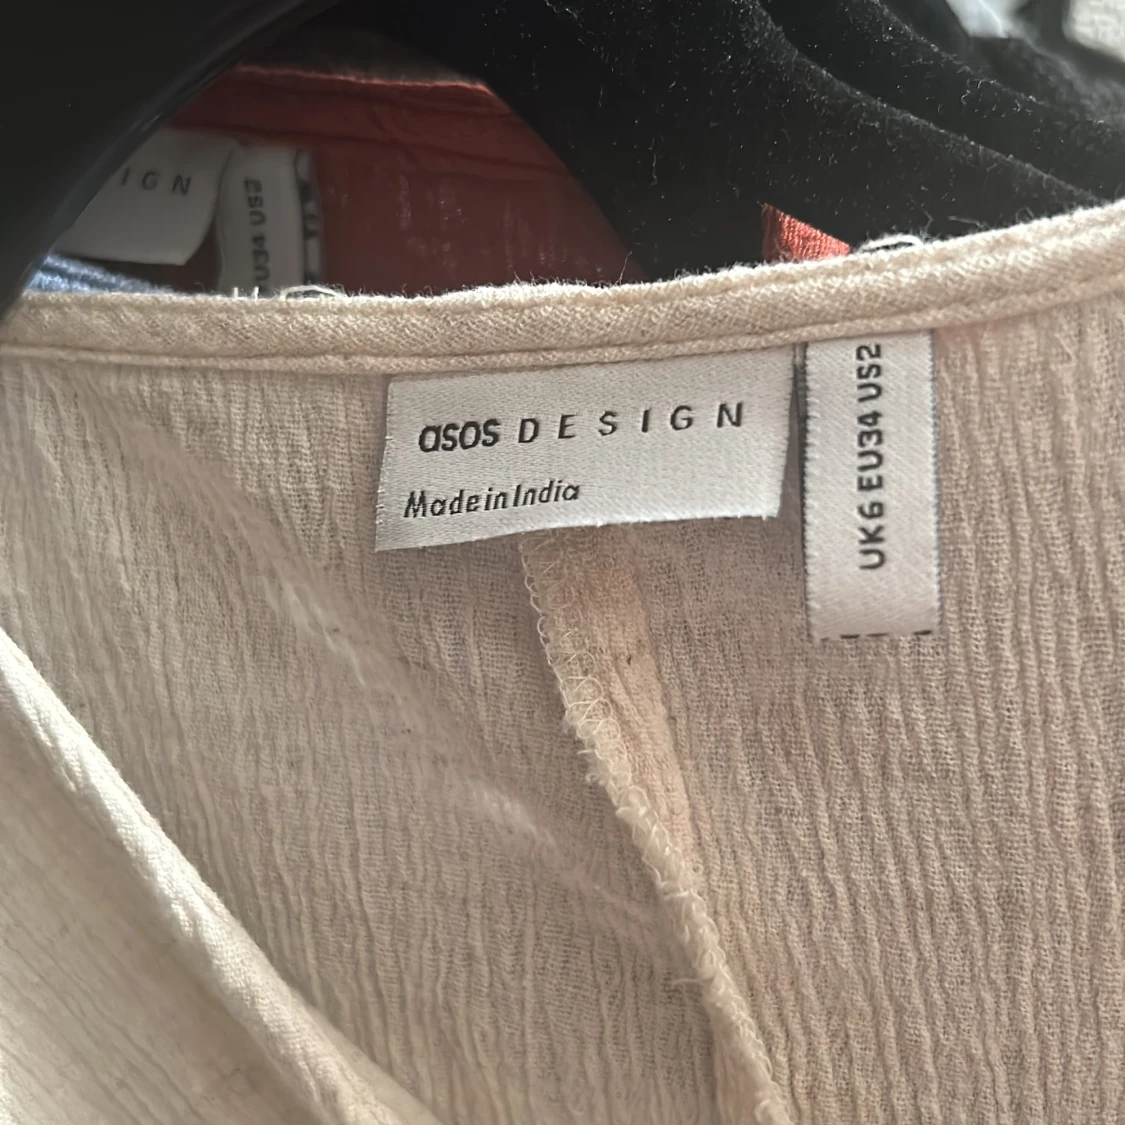 IGN
EU34 US2
asos DESIGN
Made in India
UK6 EU34 US2